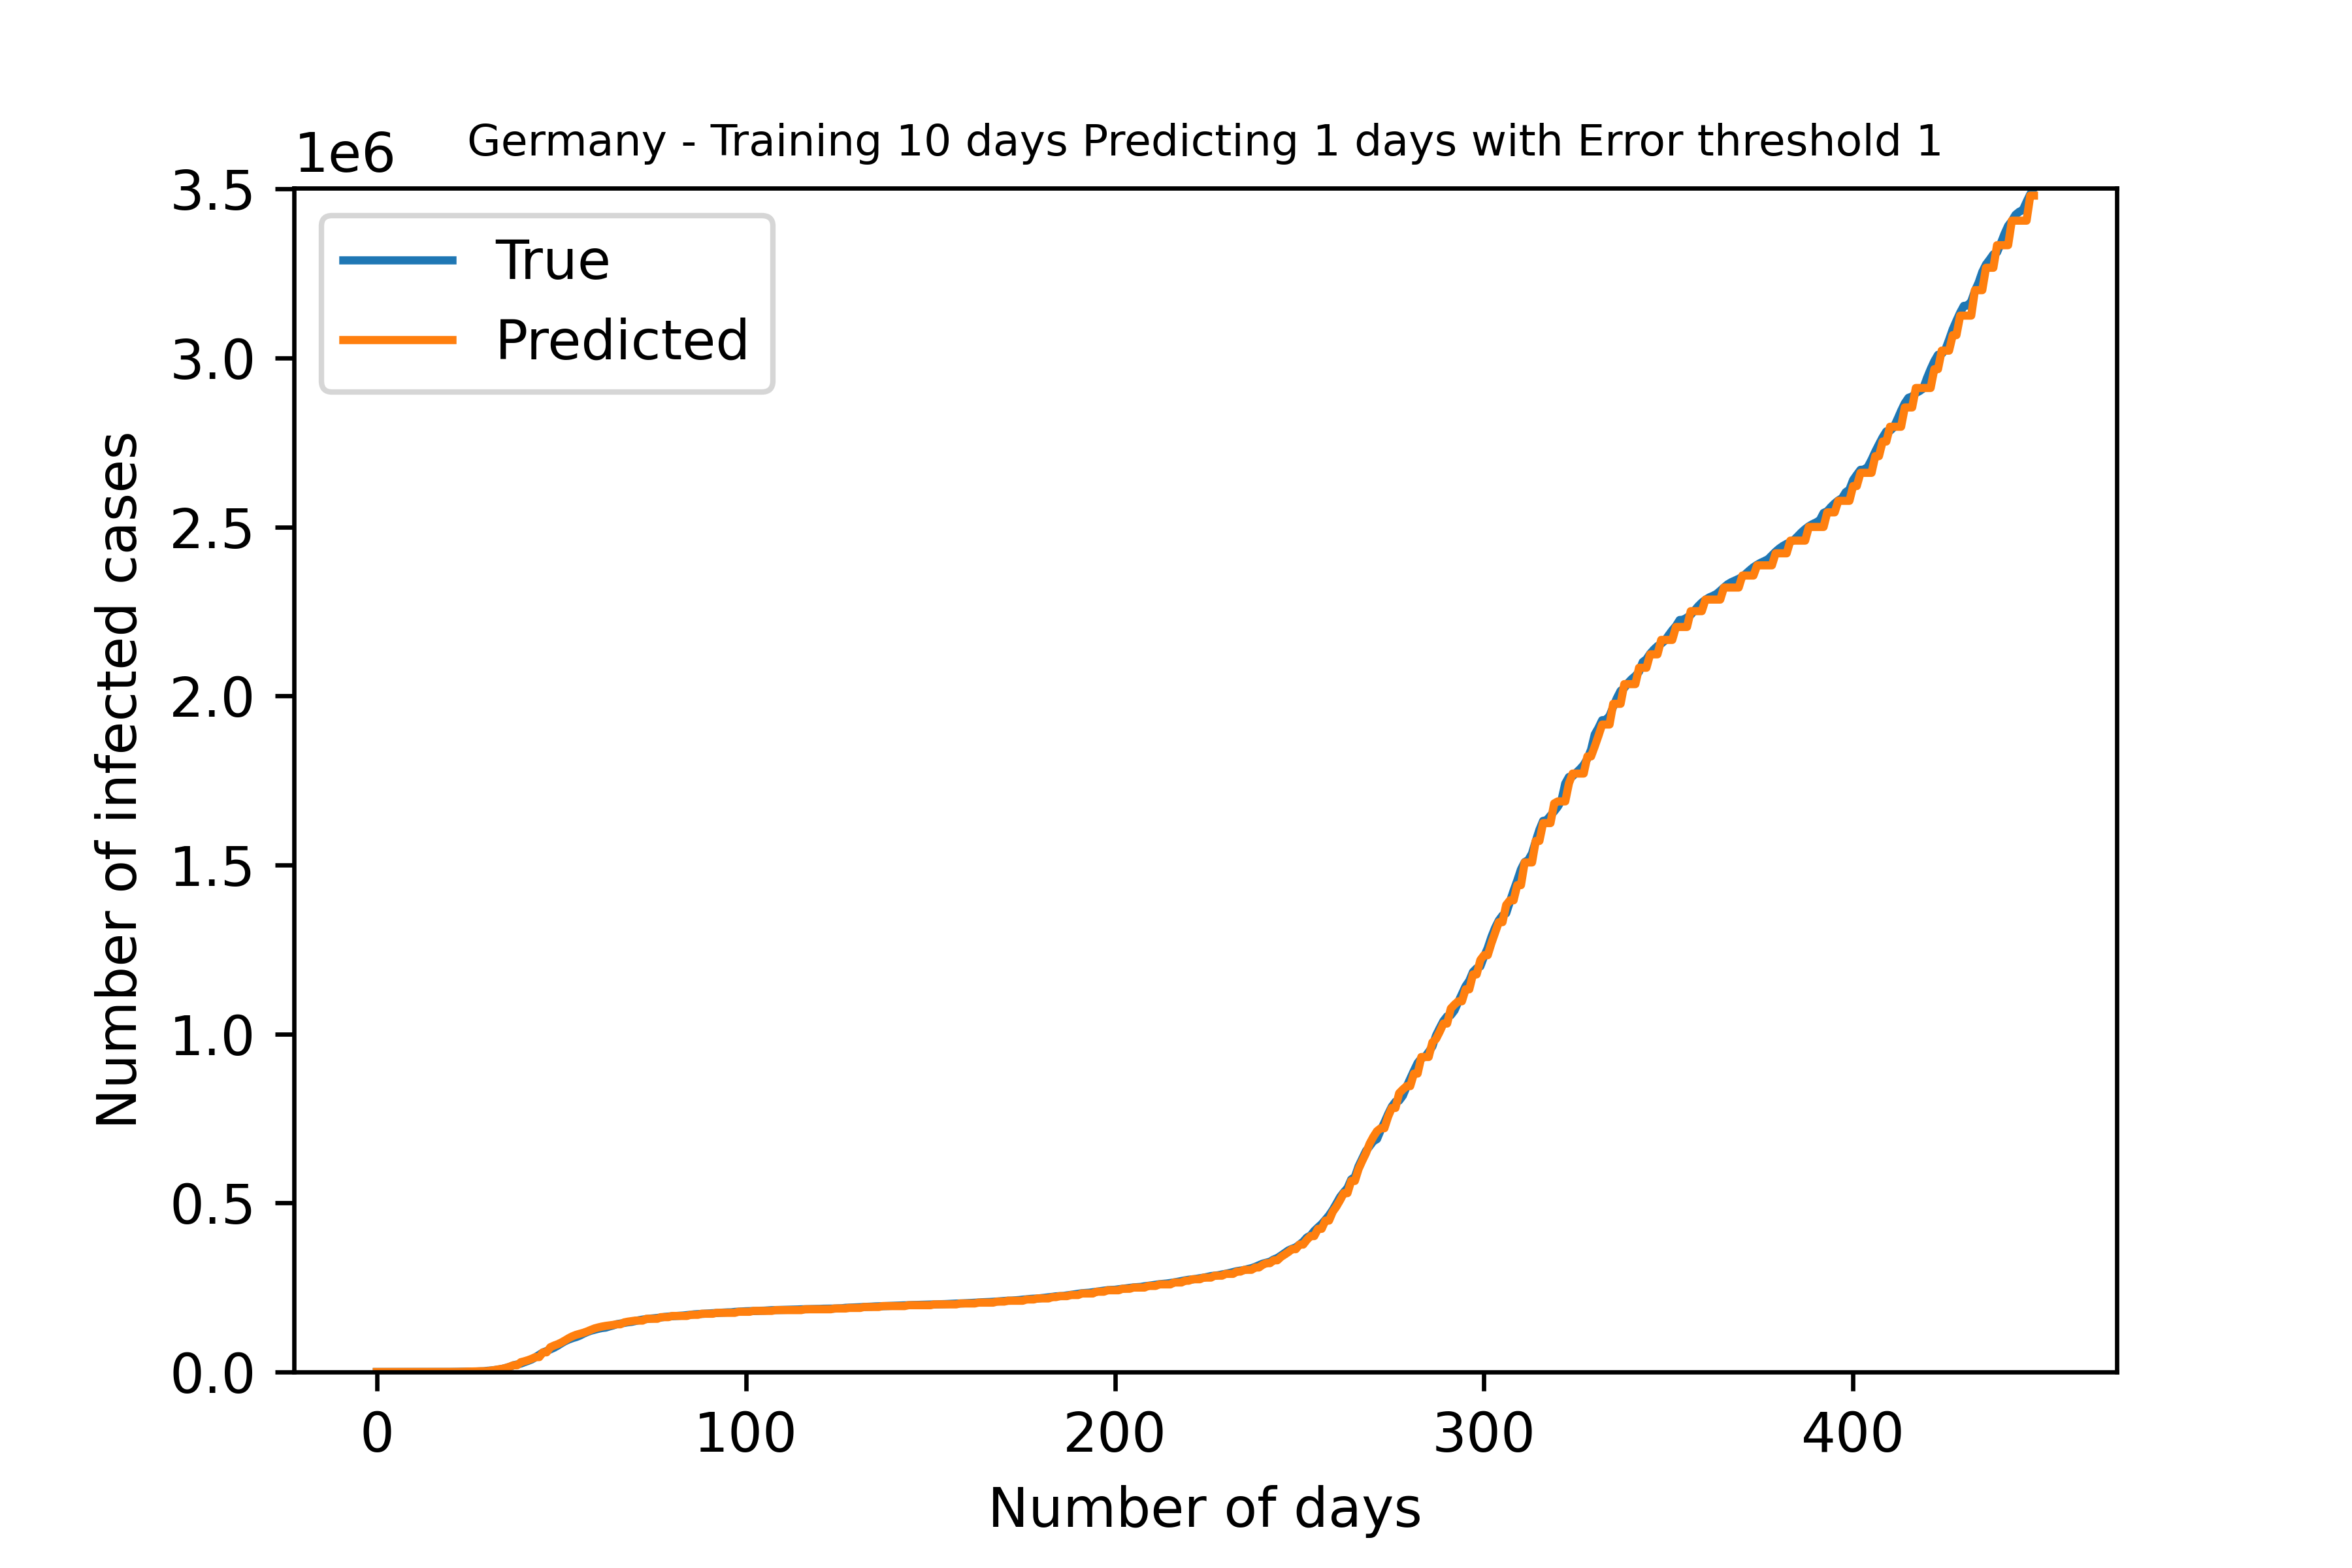 Germany - Training 10 days Predicting 1 days with Error threshold 1
1e6
3.5
3.0
2.5
2.0
1.5
1.0
0.5
0.0
Number of infected cases
True
Predicted
0 100 200 300 400
Number of days